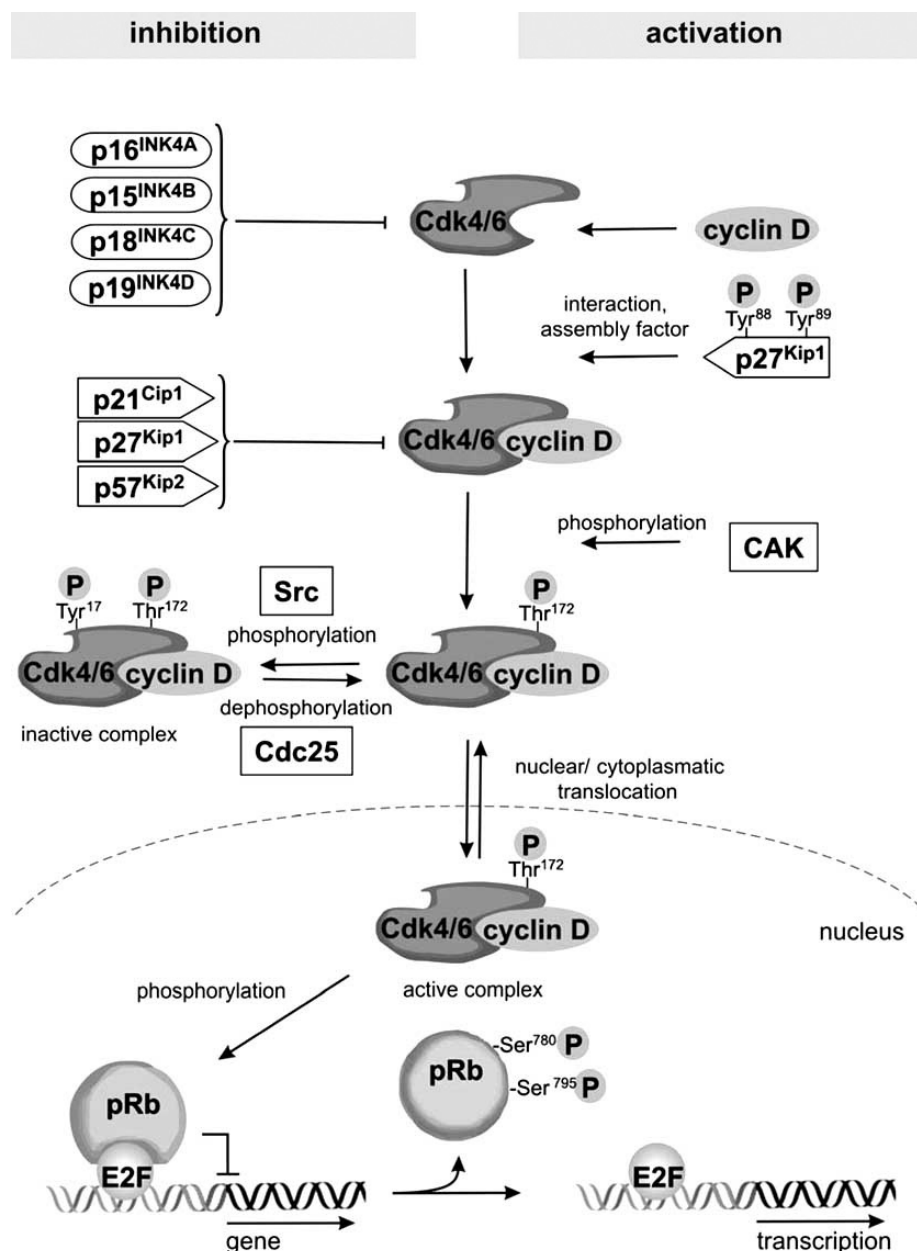 inhibition
activation
p16INK4A
p15INK4B
p18INK4C
p19INK4D
Cdk4/6
cyclin D
interaction,
assembly factor
P P
Tyr88 Tyr89
p27Kip1
p21Cip1
p27Kip1
p57Kip2
Cdk4/6 cyclin D
phosphorylation
CAK
P P
Tyr17 Thr172
Cdk4/6 cyclin D
inactive complex
Src
phosphorylation
dephosphorylation
Cdc25
P
Thr172
Cdk4/6 cyclin D
nuclear/ cytoplasmatic
translocation
P
Thr172
Cdk4/6 cyclin D
nucleus
phosphorylation
active complex
pRb
E2F
gene
pRb
-Ser780 P
-Ser 795 P
E2F
transcription